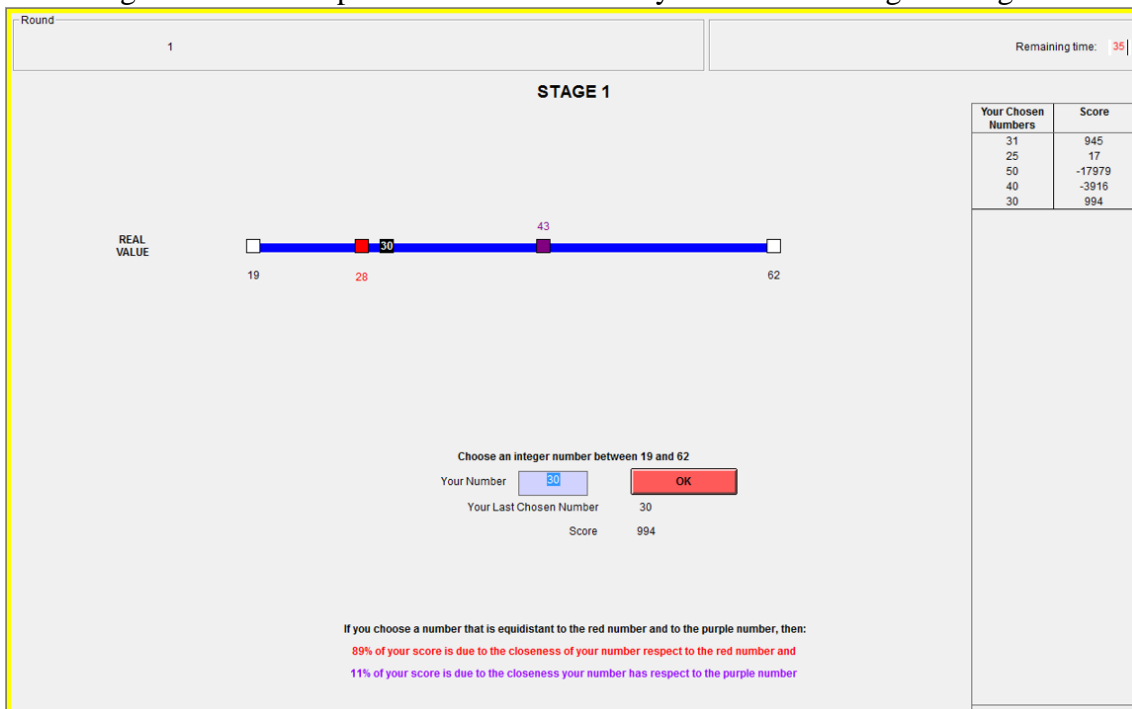 Round
1
Remaining time: 35
STAGE 1
Your Chosen Numbers Score
31 945
25 17
50 -17979
40 -3916
30 994
43
REAL
VALUE
30
19 28 62
Choose an integer number between 19 and 62
Your Number 30 OK
Your Last Chosen Number 30
Score 994
If you choose a number that is equidistant to the red number and to the purple number, then:
89% of your score is due to the closeness of your number respect to the red number and
11% of your score is due to the closeness your number has respect to the purple number